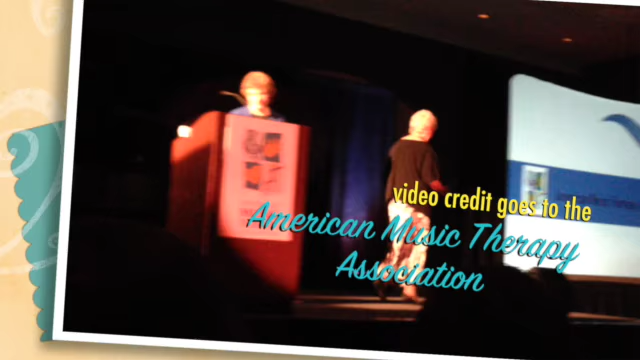 video credit goes to the
American Music Therapy
Association